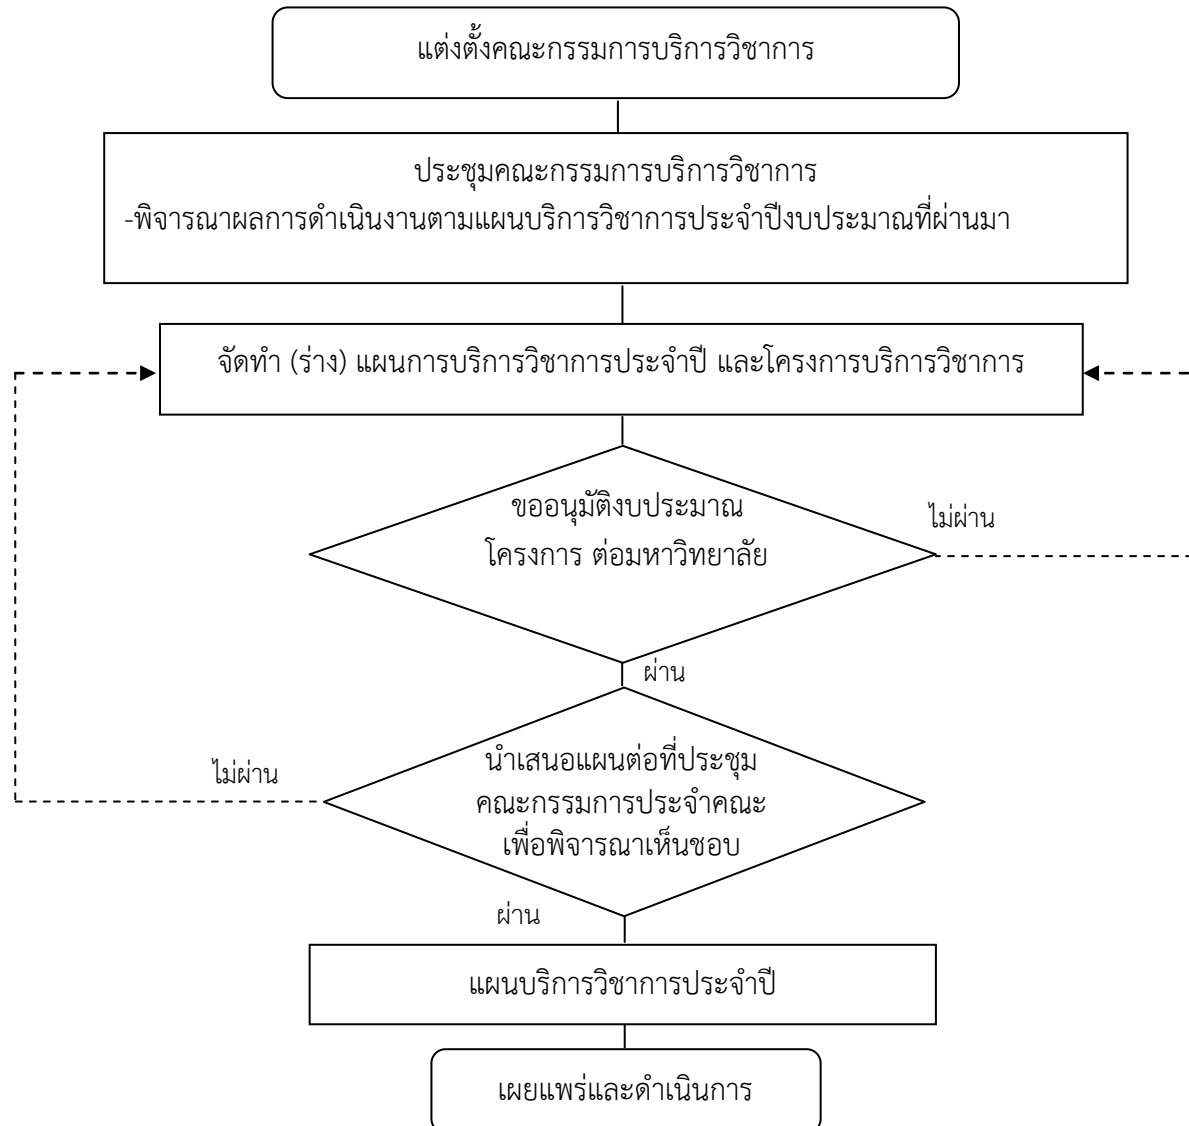 แต่งตั้งคณะกรรมการบริการวิชาการ
ประชุมคณะกรรมการบริการวิชาการ
-พิจารณาผลการดำเนินงานตามแผนบริการวิชาการประจำปีงบประมาณที่ผ่านมา
จัดทำ (ร่าง) แผนการบริการวิชาการประจำปี และโครงการบริการวิชาการ
ขออนุมัติงบประมาณ
โครงการ ต่อมหาวิทยาลัย
ไม่ผ่าน
ผ่าน
นำเสนอแผนต่อที่ประชุม
คณะกรรมการประจำคณะ
เพื่อพิจารณาเห็นชอบ
ไม่ผ่าน
ผ่าน
แผนบริการวิชาการประจำปี
เผยแพร่และดำเนินการ